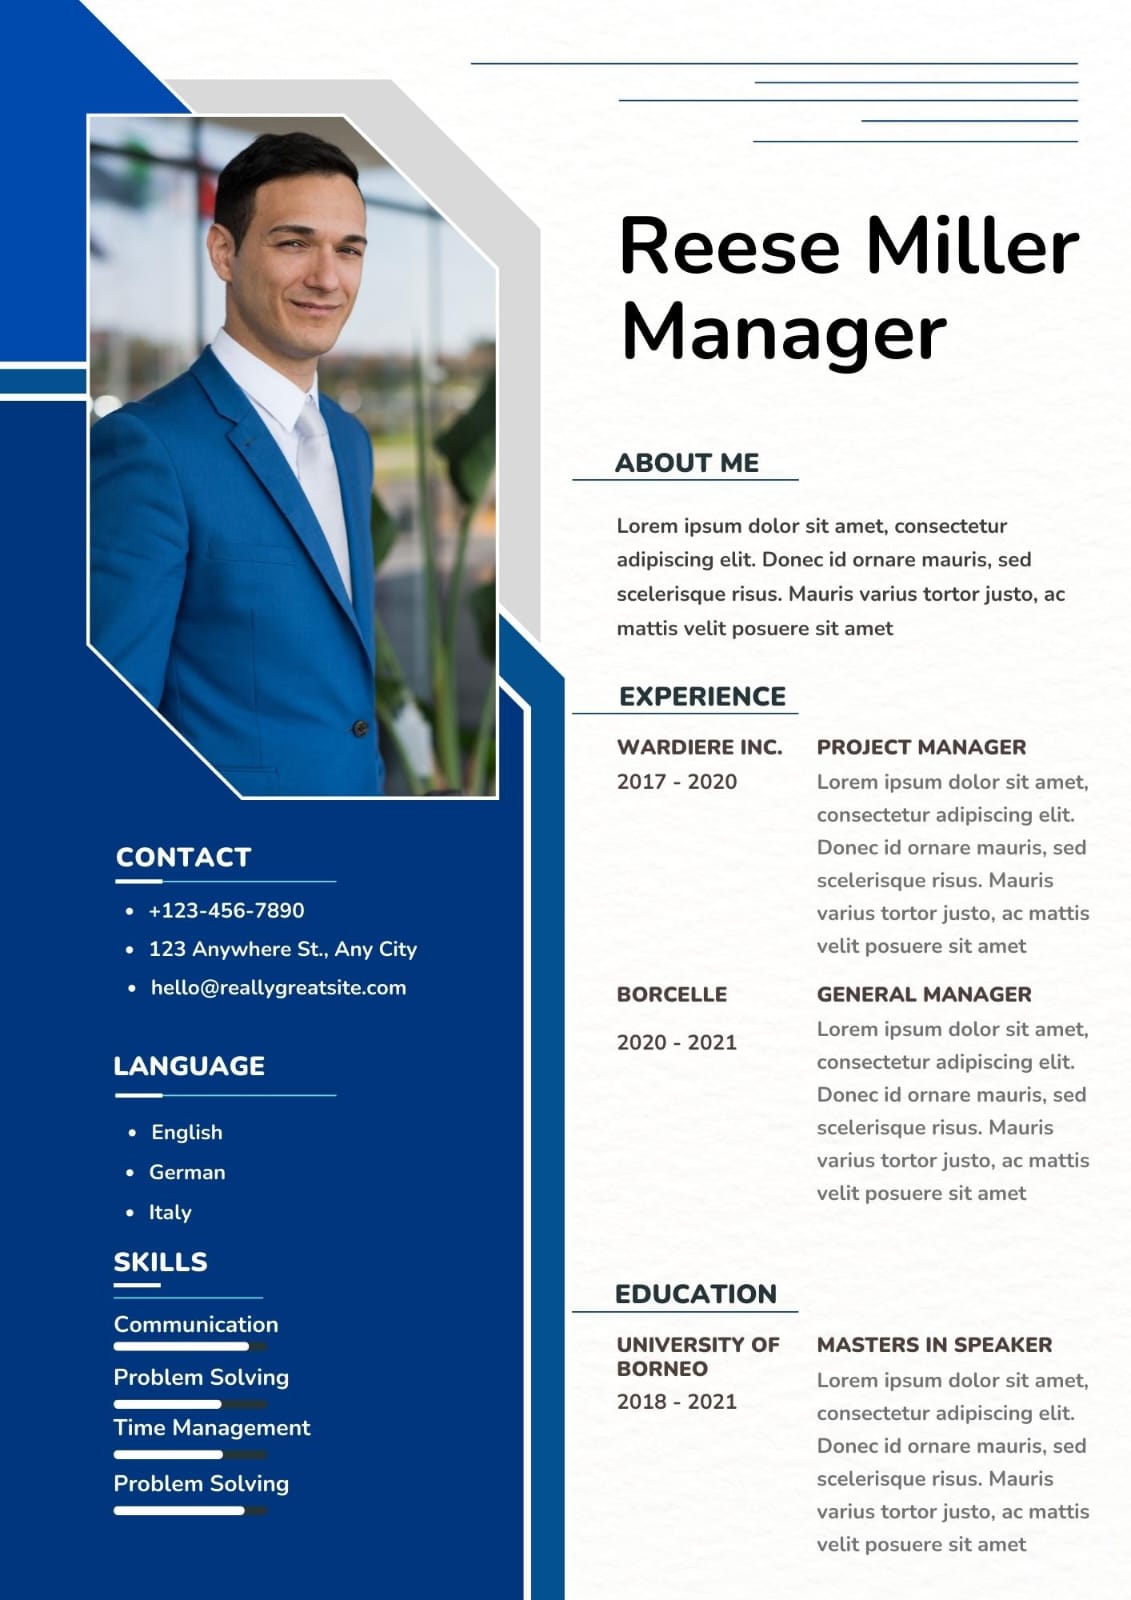 Reese Miller
Manager
ABOUT ME
Lorem ipsum dolor sit amet, consectetur
adipiscing elit. Donec id ornare mauris, sed
scelerisque risus. Mauris varius tortor justo, ac
mattis velit posuere sit amet
EXPERIENCE
WARDIERE INC.
2017 - 2020
PROJECT MANAGER
Lorem ipsum dolor sit amet,
consectetur adipiscing elit.
Donec id ornare mauris, sed
scelerisque risus. Mauris
varius tortor justo, ac mattis
velit posuere sit amet
BORCELLE
2020 - 2021
GENERAL MANAGER
Lorem ipsum dolor sit amet,
consectetur adipiscing elit.
Donec id ornare mauris, sed
scelerisque risus. Mauris
varius tortor justo, ac mattis
velit posuere sit amet
EDUCATION
UNIVERSITY OF
BORNEO
2018 - 2021
MASTERS IN SPEAKER
Lorem ipsum dolor sit amet,
consectetur adipiscing elit.
Donec id ornare mauris, sed
scelerisque risus. Mauris
varius tortor justo, ac mattis
velit posuere sit amet
CONTACT
• +123-456-7890
• 123 Anywhere St., Any City
• hello@reallygreatsite.com
LANGUAGE
• English
• German
• Italy
SKILLS
Communication
Problem Solving
Time Management
Problem Solving